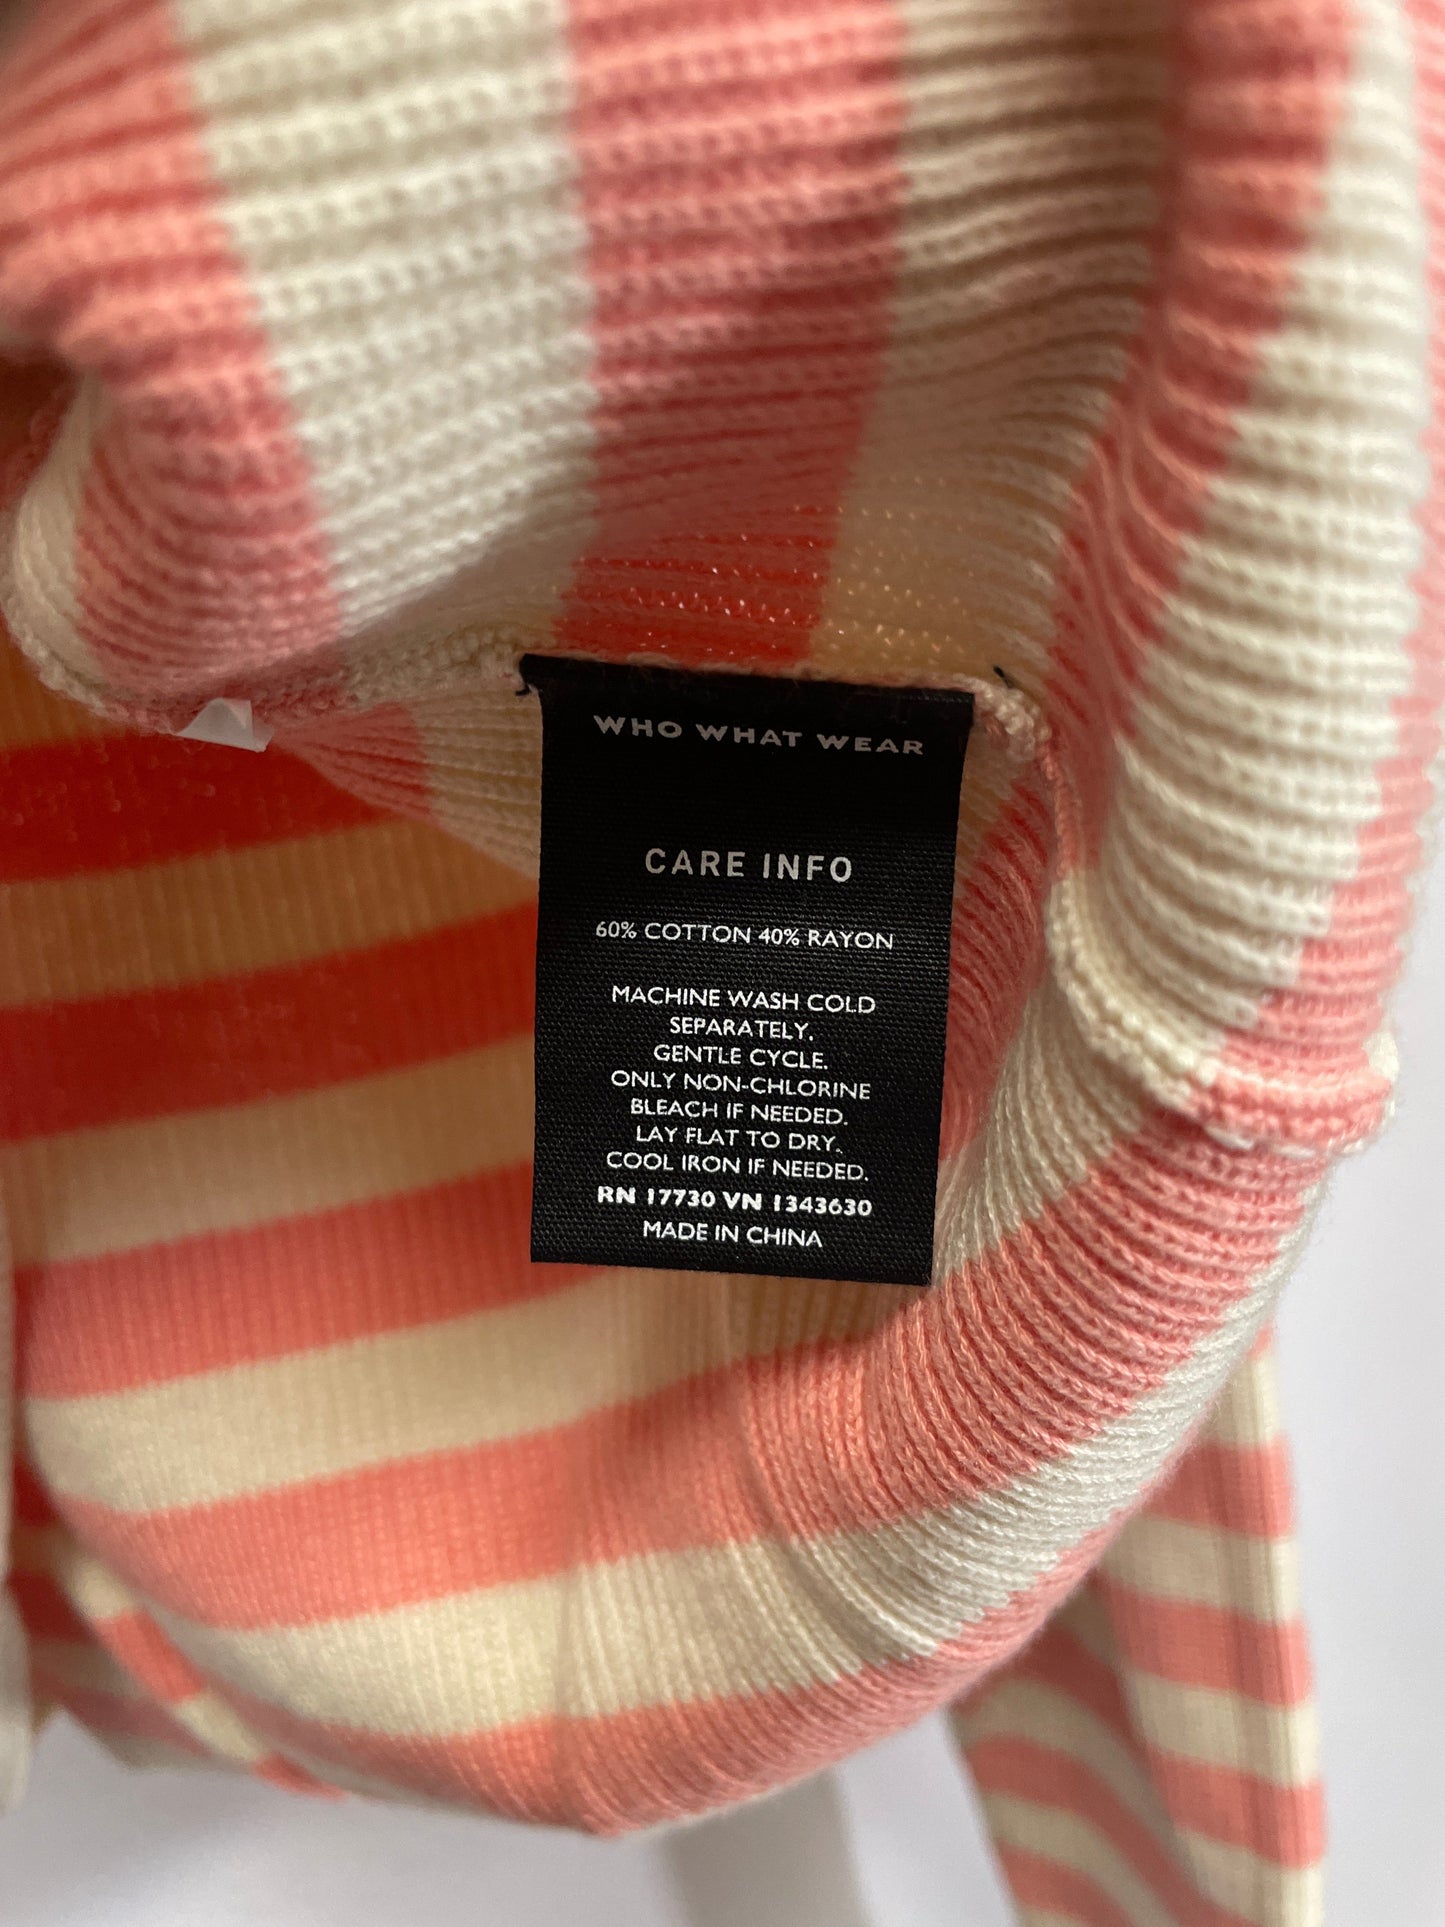 WHO WHAT WEAR
CARE INFO
60% COTTON 40% RAYON
MACHINE WASH COLD
SEPARATELY.
GENTLE CYCLE.
ONLY NON-CHLORINE
BLEACH IF NEEDED.
LAY FLAT TO DRY.
COOL IRON IF NEEDED.
RN 17730 VN 1343630
MADE IN CHINA